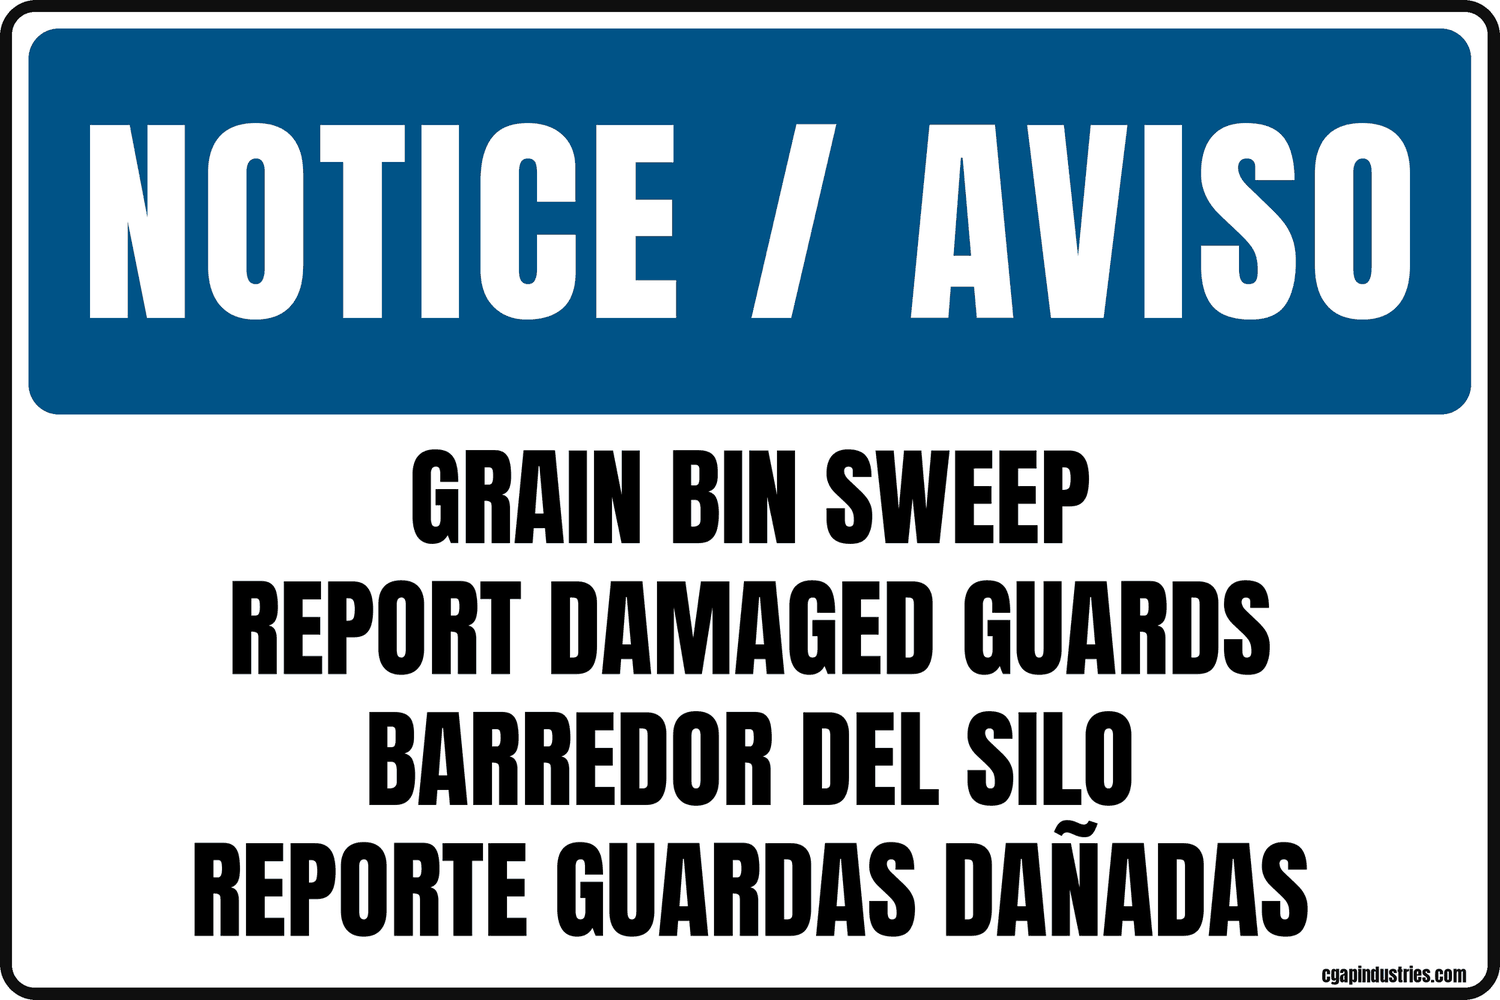 NOTICE / AVISO
GRAIN BIN SWEEP
REPORT DAMAGED GUARDS
BARREDOR DEL SILO
REPORTE GUARDAS DAÑADAS
cgapindustries.com